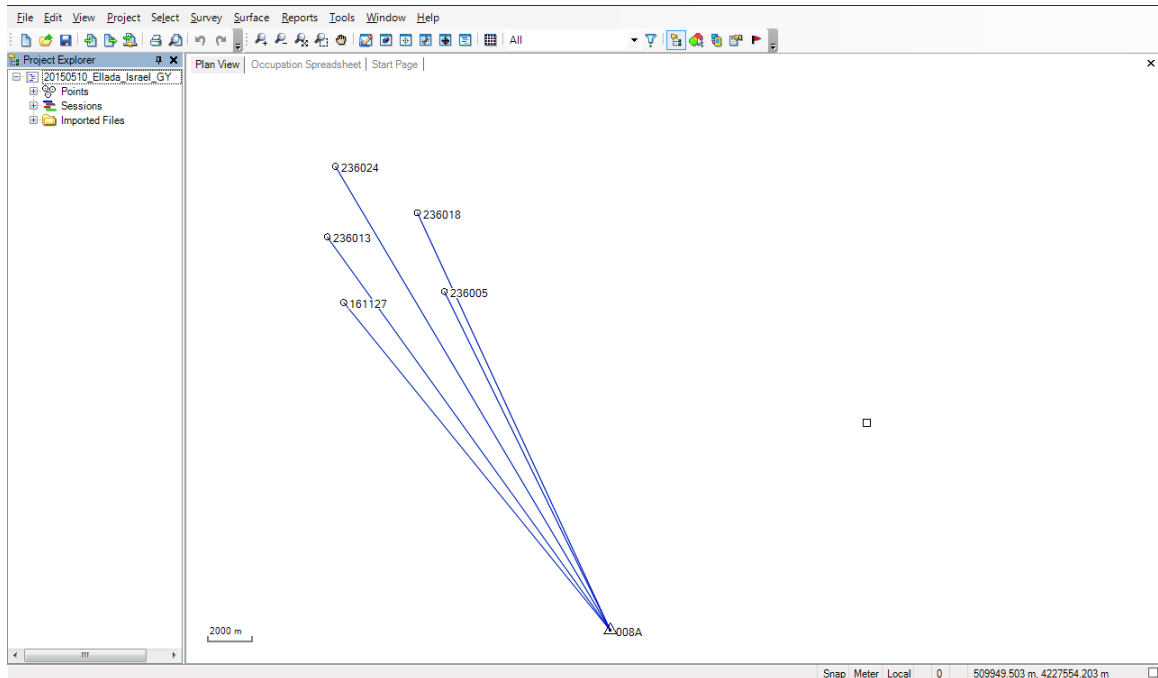 File Edit View Project Select Survey Surface Reports Tools Window Help
All
Project Explorer
Plan View Occupation Spreadsheet Start Page
20150510_Ellada_Israel_GY
Points
Sessions
Imported Files
236024
236018
236013
236005
161127
2000 m
008A
Snap Meter Local 0 509949.503 m, 4227554.203 m